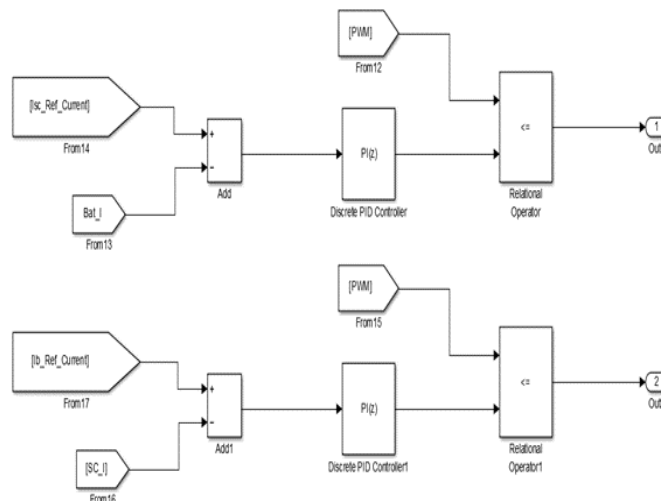 [PWM]
From12
[Isc_Ref_Current]
From14
+
−
Add
PI(z)
Discrete PID Controller
<=
Relational
Operator
1
Out
Bat_I
From13
[PWM]
From15
[Ib_Ref_Current]
From17
+
−
Add1
PI(z)
Discrete PID Controller1
<=
Relational
Operator1
2
Out
[SC_I]
From16